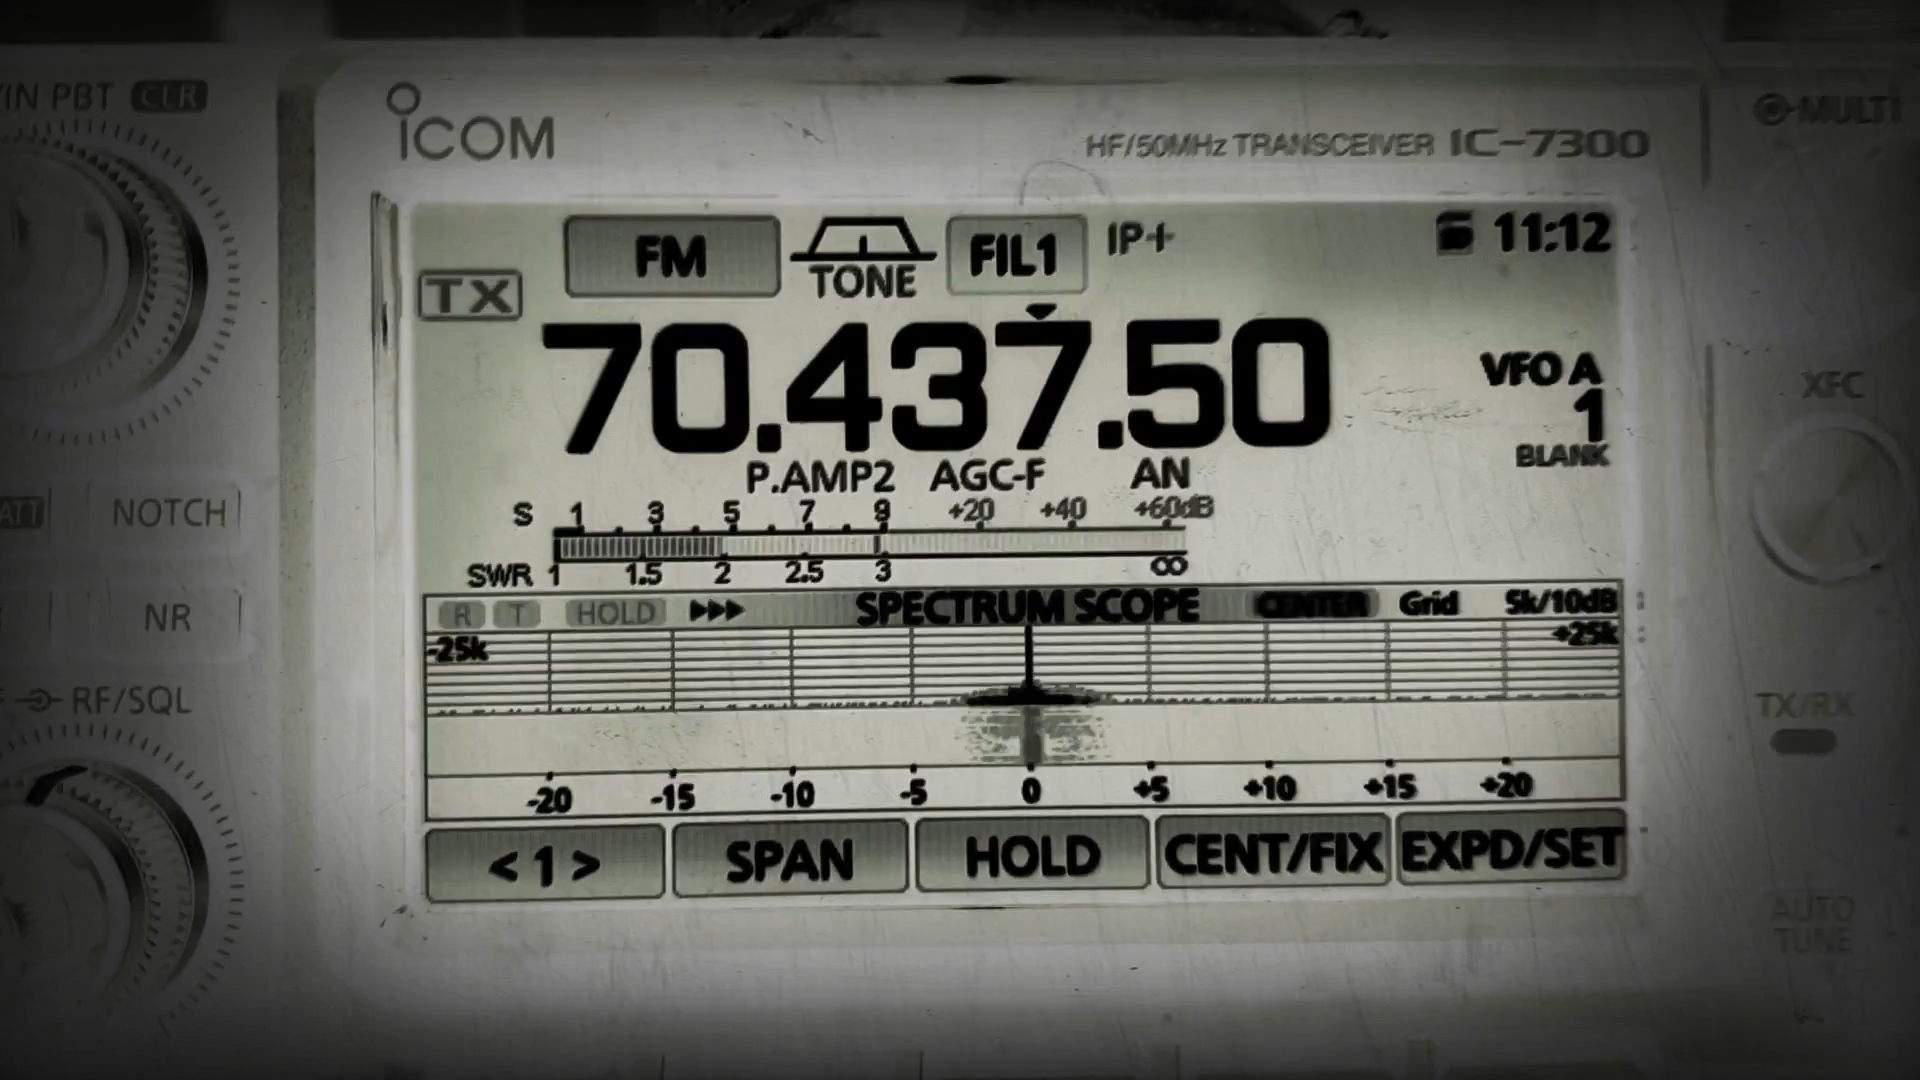 CLR
iCOM
HF/50MHz TRANSCEIVER IC-7300
MULTI
FM
TONE
FIL1
IP+
11:12
TX
70.437.50
VFO A
1
BLANK
XFC
P.AMP2 AGC-F AN
S 1 3 5 7 9 +20 +40 +60dB
SWR 1 1.5 2 2.5 3 ∞
ATT
NOTCH
NR
R T HOLD SPECTRUM SCOPE CENTER Grid 5k/10dB
-25k +25k
RF/SQL
TX/RX
-20 -15 -10 -5 0 +5 +10 +15 +20
<1> SPAN HOLD CENT/FIX EXPD/SET
AUTO
TUNE